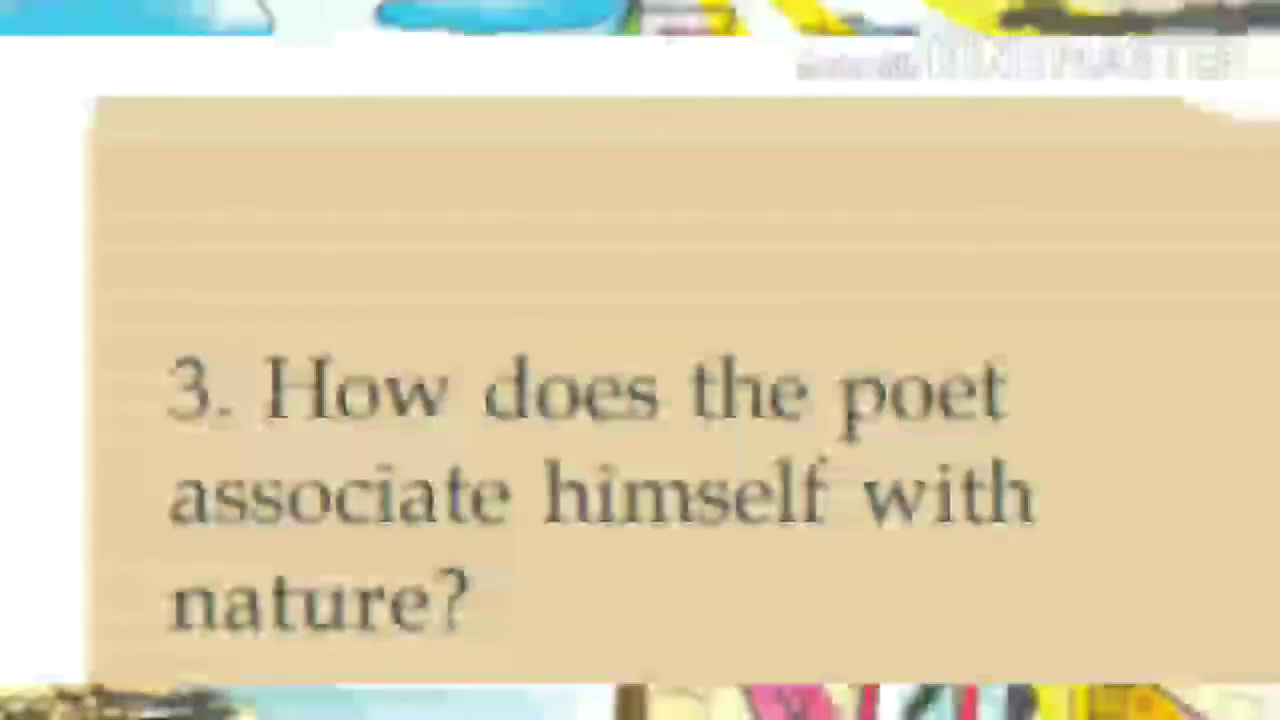 3. How does the poet
associate himself with
nature?